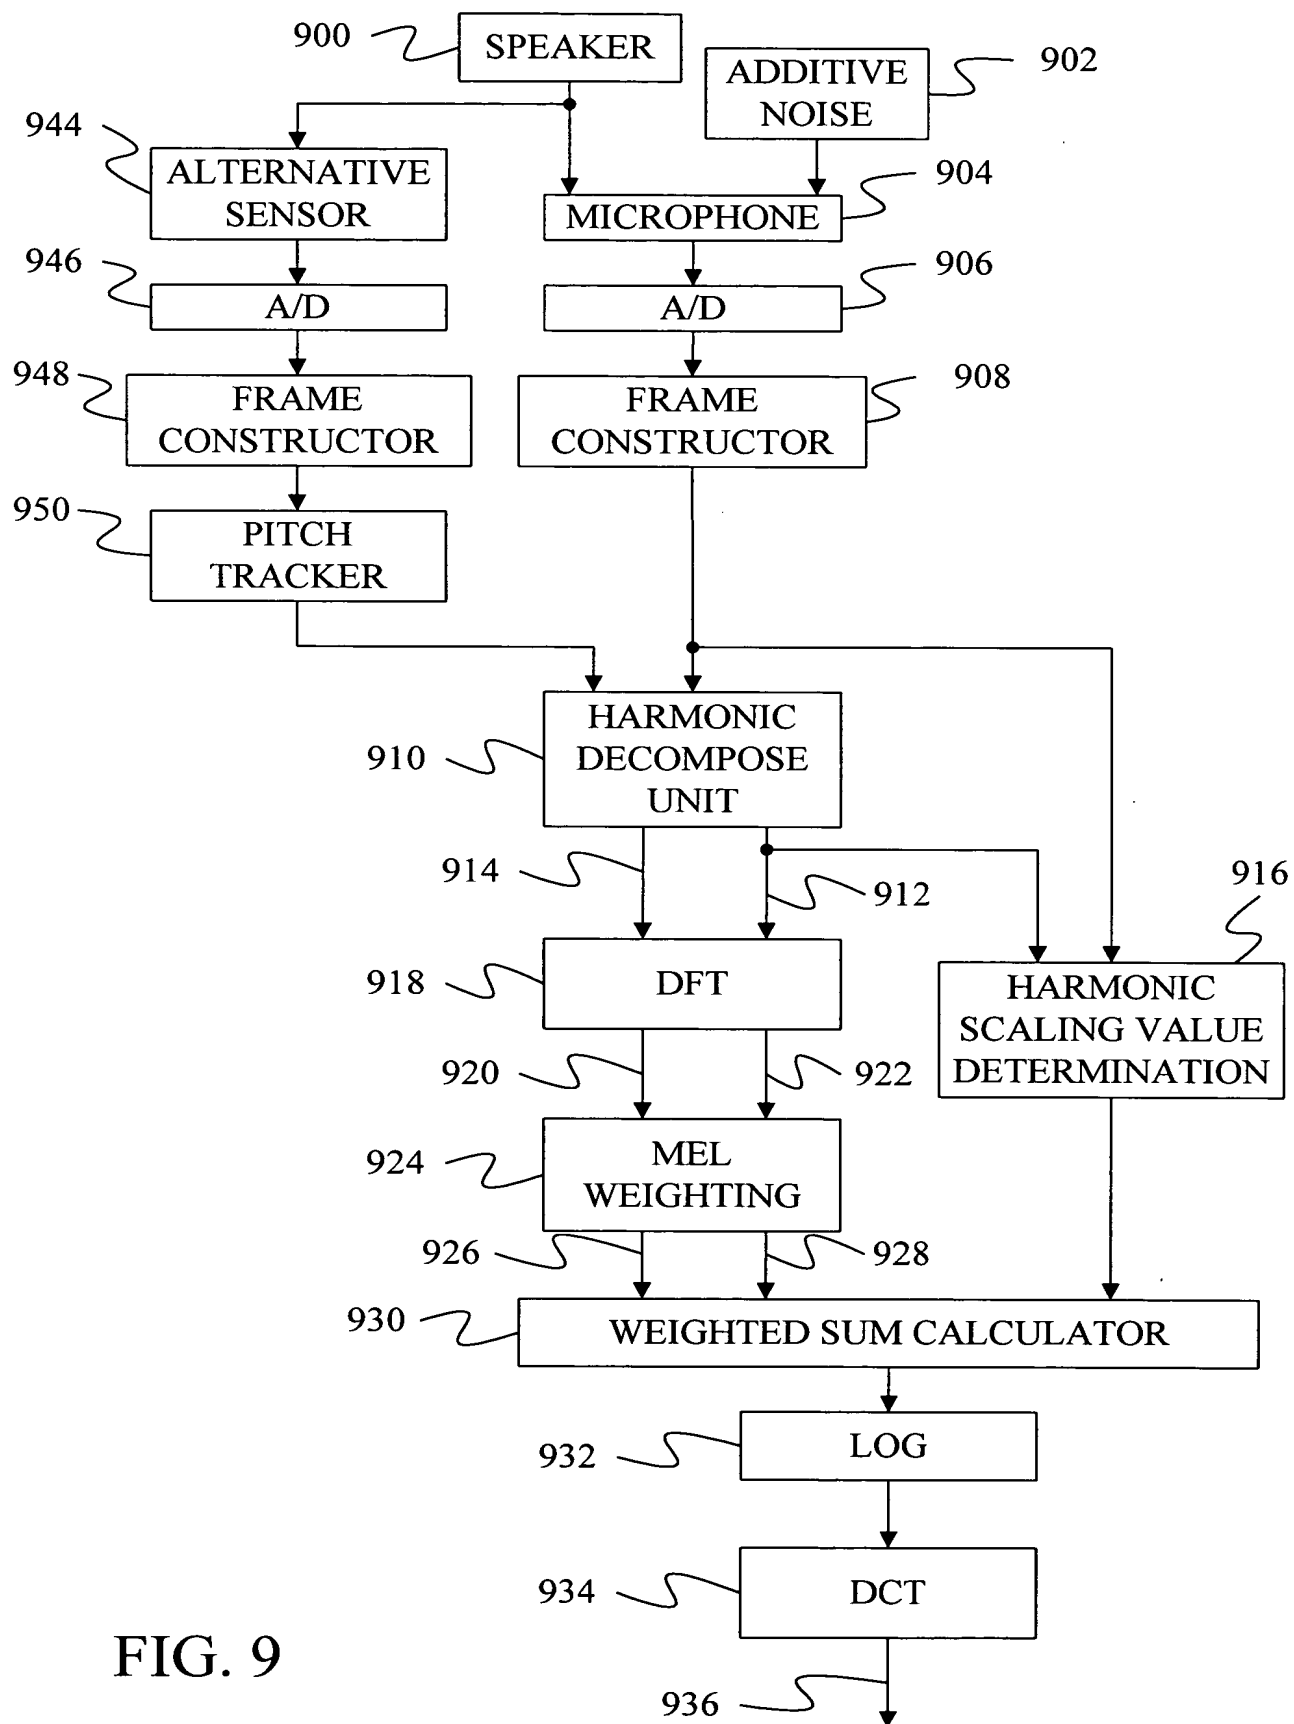 900
SPEAKER
902
ADDITIVE
NOISE
944
ALTERNATIVE
SENSOR
904
MICROPHONE
946
A/D
906
A/D
948
FRAME
CONSTRUCTOR
908
FRAME
CONSTRUCTOR
950
PITCH
TRACKER
910
HARMONIC
DECOMPOSE
UNIT
914
912
916
918
DFT
HARMONIC
SCALING VALUE
DETERMINATION
920
922
924
MEL
WEIGHTING
926
928
930
WEIGHTED SUM CALCULATOR
932
LOG
934
DCT
936
FIG. 9